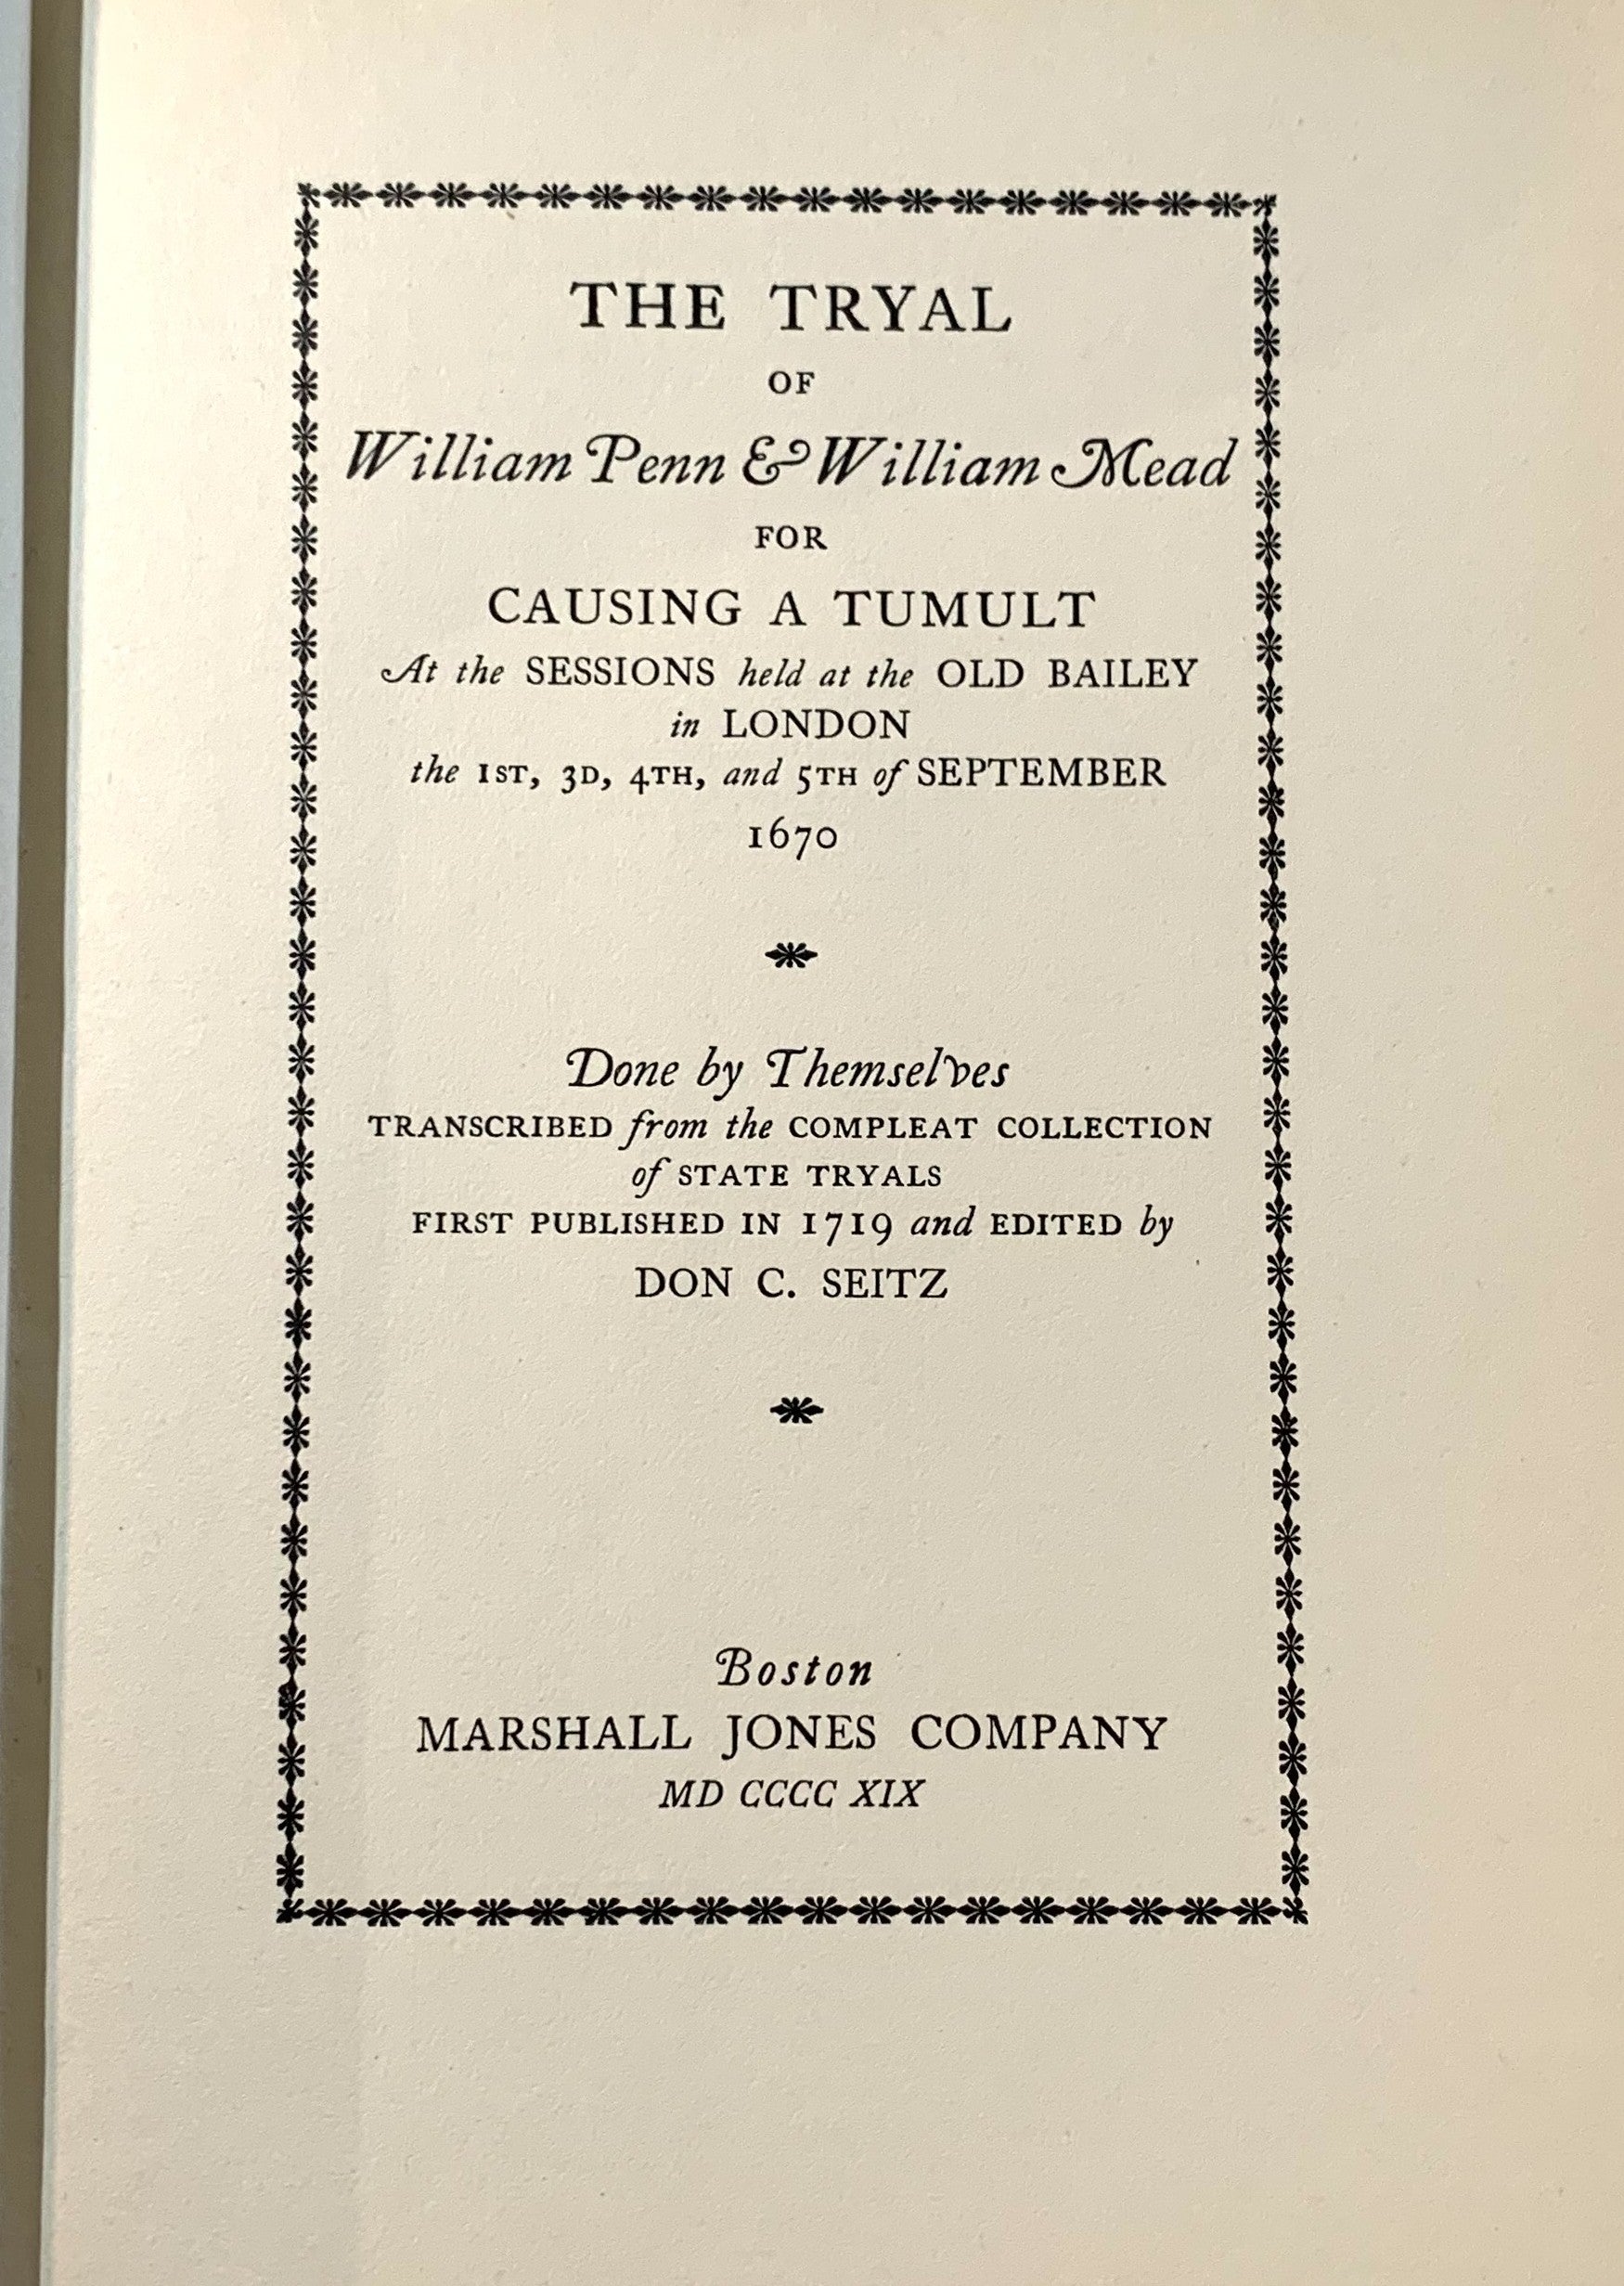 THE TRYAL
OF
William Penn & William Mead
FOR
CAUSING A TUMULT
At the SESSIONS held at the OLD BAILEY
in LONDON
the 1ST, 3D, 4TH, and 5TH of SEPTEMBER
1670
Done by Themselves
TRANSCRIBED from the COMPLEAT COLLECTION
of STATE TRYALS
FIRST PUBLISHED IN 1719 and EDITED by
DON C. SEITZ
Boston
MARSHALL JONES COMPANY
MD CCCC XIX